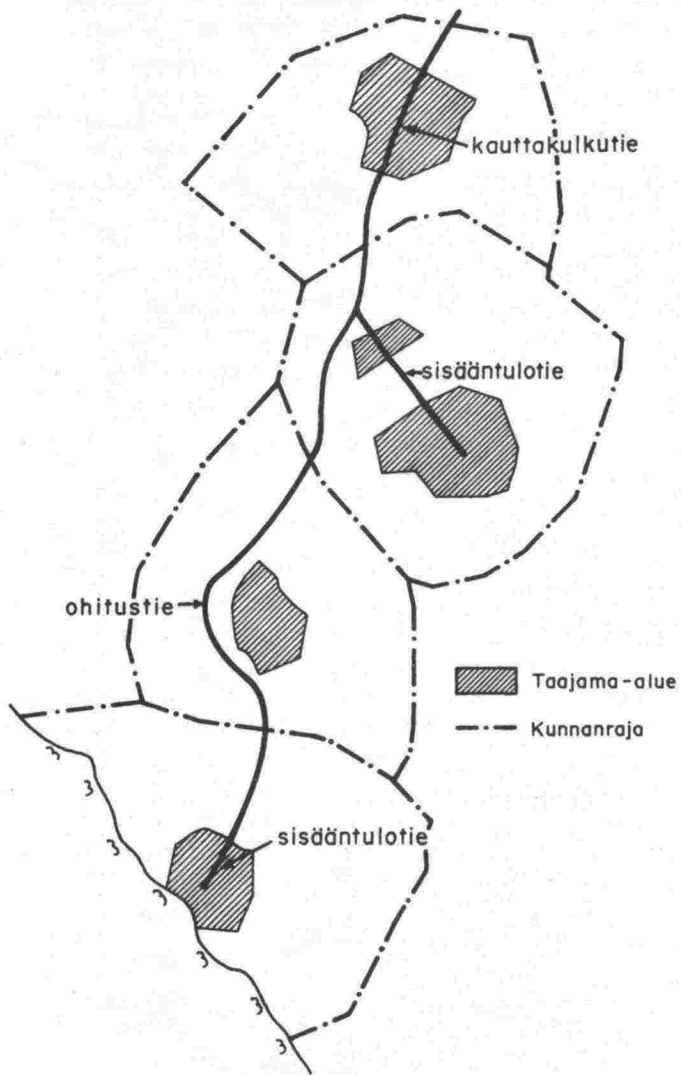 kauttakulkutie
sisääntulotie
ohitustie
Taajama-alue
Kunnanraja
sisääntulotie